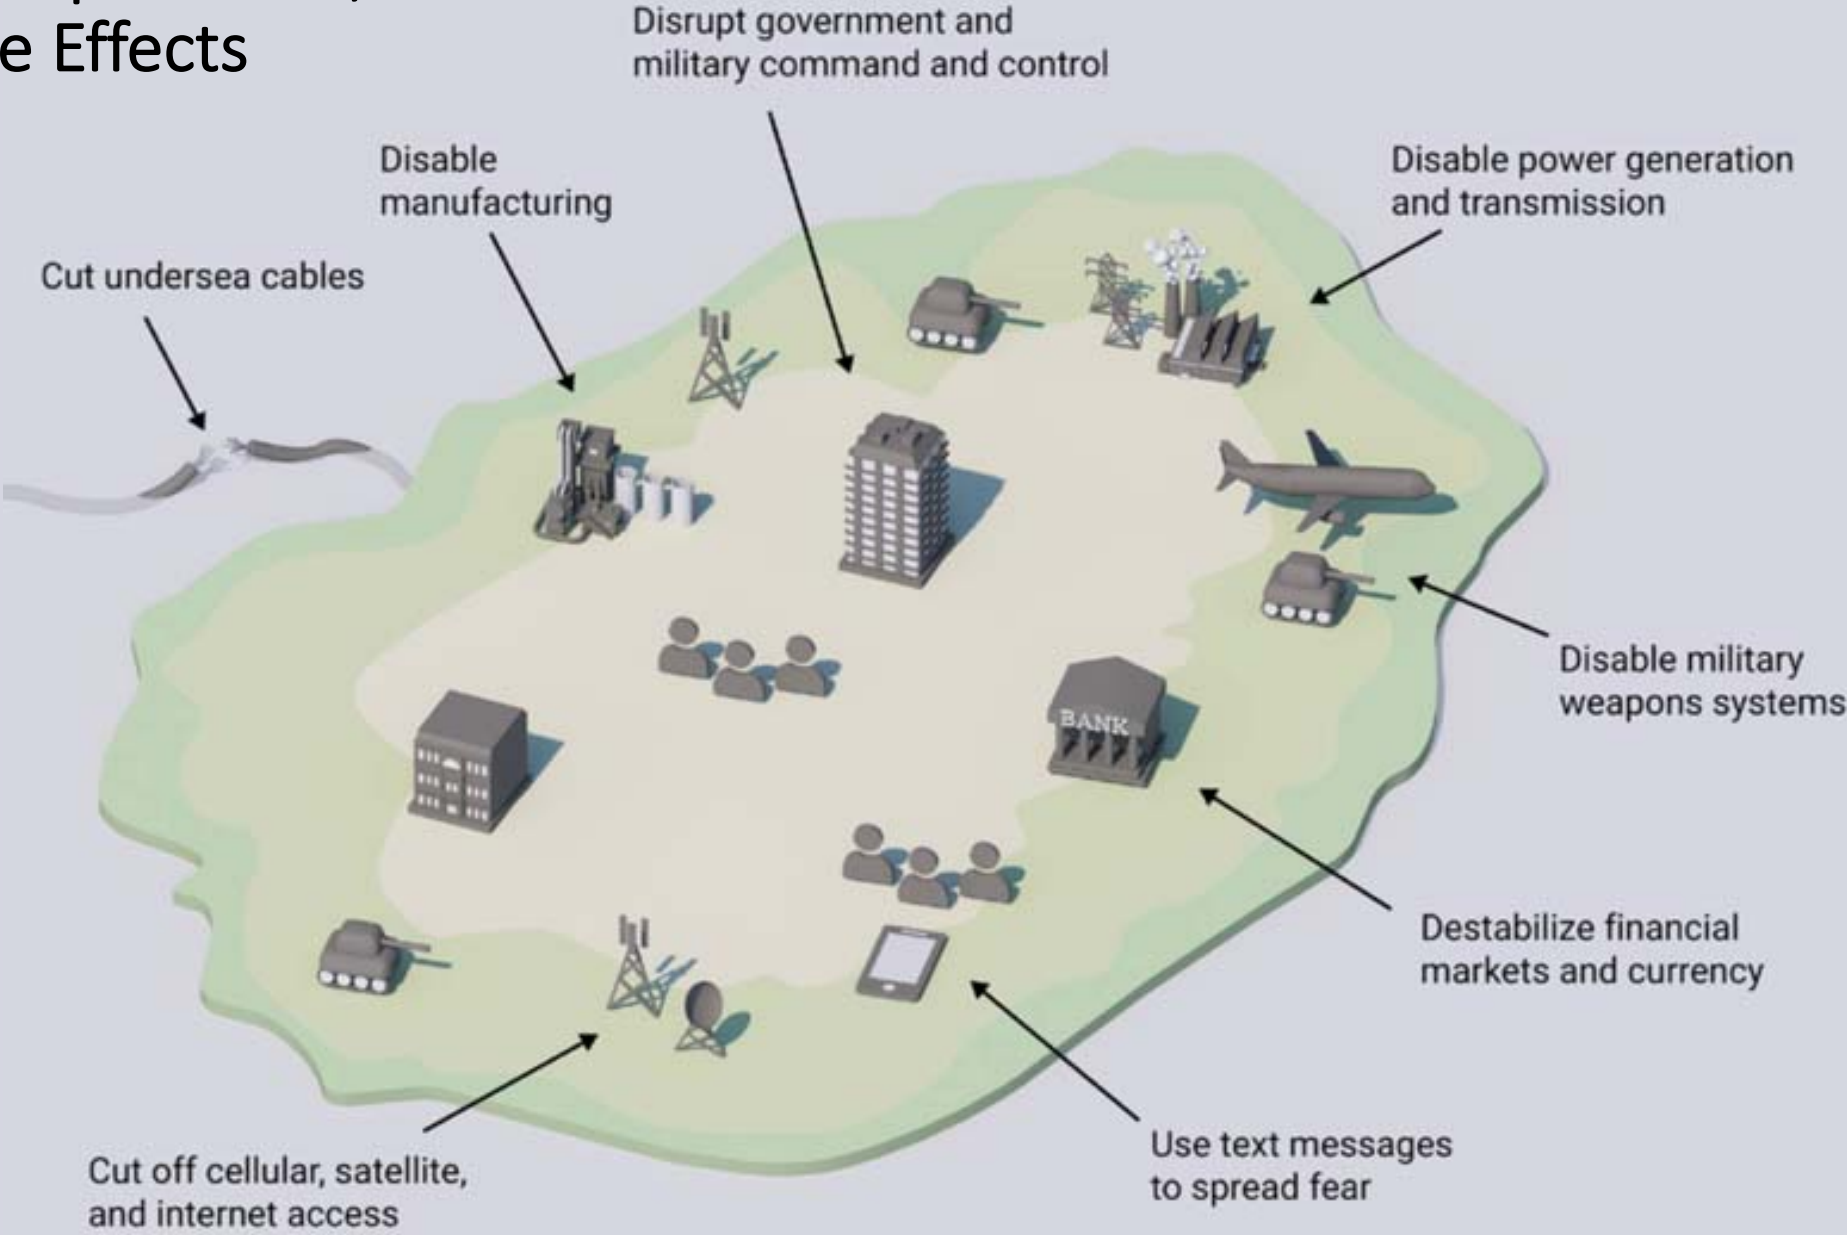 e Effects
Disrupt government and
military command and control
Disable
manufacturing
Disable power generation
and transmission
Cut undersea cables
Disable military
weapons systems
BANK
Destabilize financial
markets and currency
Use text messages
to spread fear
Cut off cellular, satellite,
and internet access